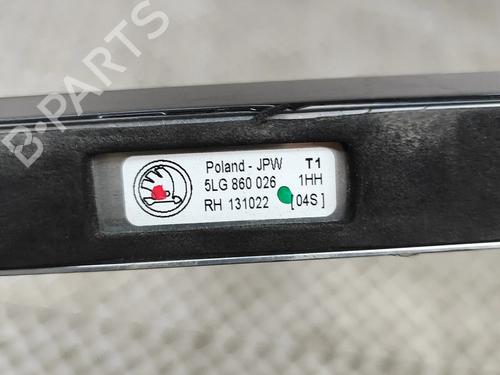 B-PARTS
Poland - JPW T1
5LG 860 026 1HH
RH 131022 [04S]